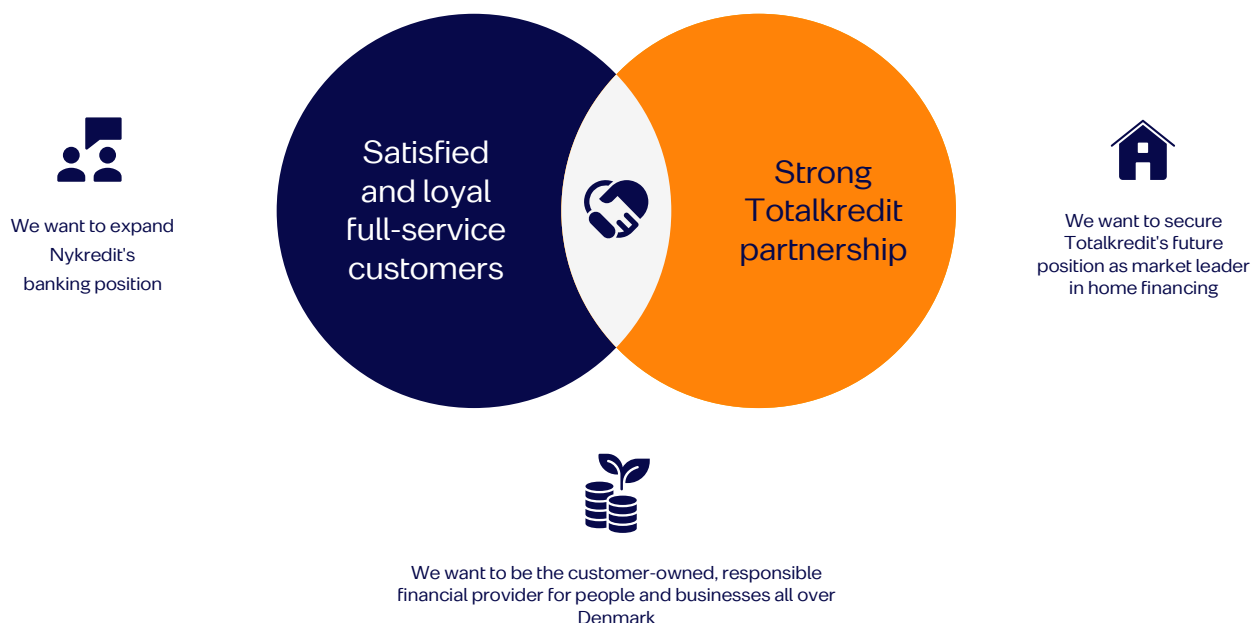 Satisfied
and loyal
full-service
customers
Strong
Totalkredit
partnership
We want to expand
Nykredit's
banking position
We want to secure
Totalkredit's future
position as market leader
in home financing
We want to be the customer-owned, responsible
financial provider for people and businesses all over
Denmark